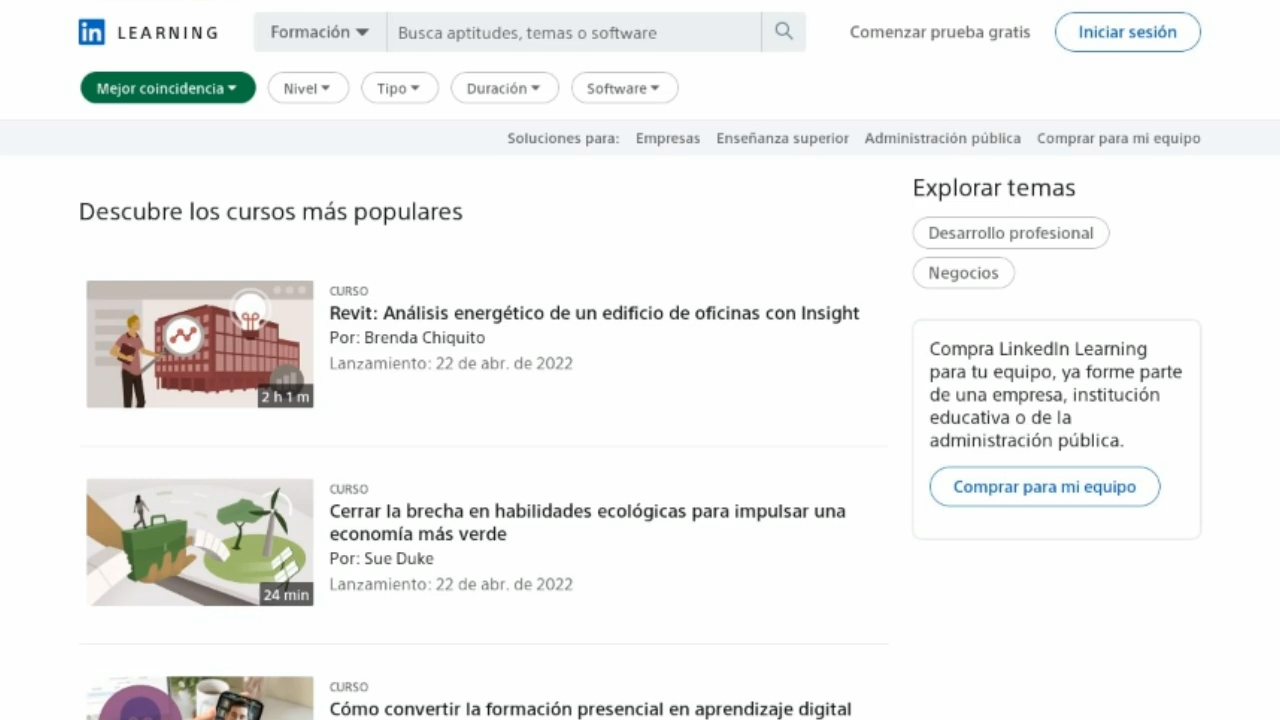 in LEARNING
Formación
Busca aptitudes, temas o software
Comenzar prueba gratis
Iniciar sesión
Mejor coincidencia
Nivel
Tipo
Duración
Software
Soluciones para: Empresas Enseñanza superior Administración pública Comprar para mi equipo
Descubre los cursos más populares
CURSO
Revit: Análisis energético de un edificio de oficinas con Insight
Por: Brenda Chiquito
Lanzamiento: 22 de abr. de 2022
2 h 1 m
CURSO
Cerrar la brecha en habilidades ecológicas para impulsar una
economía más verde
Por: Sue Duke
Lanzamiento: 22 de abr. de 2022
24 min
CURSO
Cómo convertir la formación presencial en aprendizaje digital
Explorar temas
Desarrollo profesional
Negocios
Compra LinkedIn Learning
para tu equipo, ya forme parte
de una empresa, institución
educativa o de la
administración pública.
Comprar para mi equipo